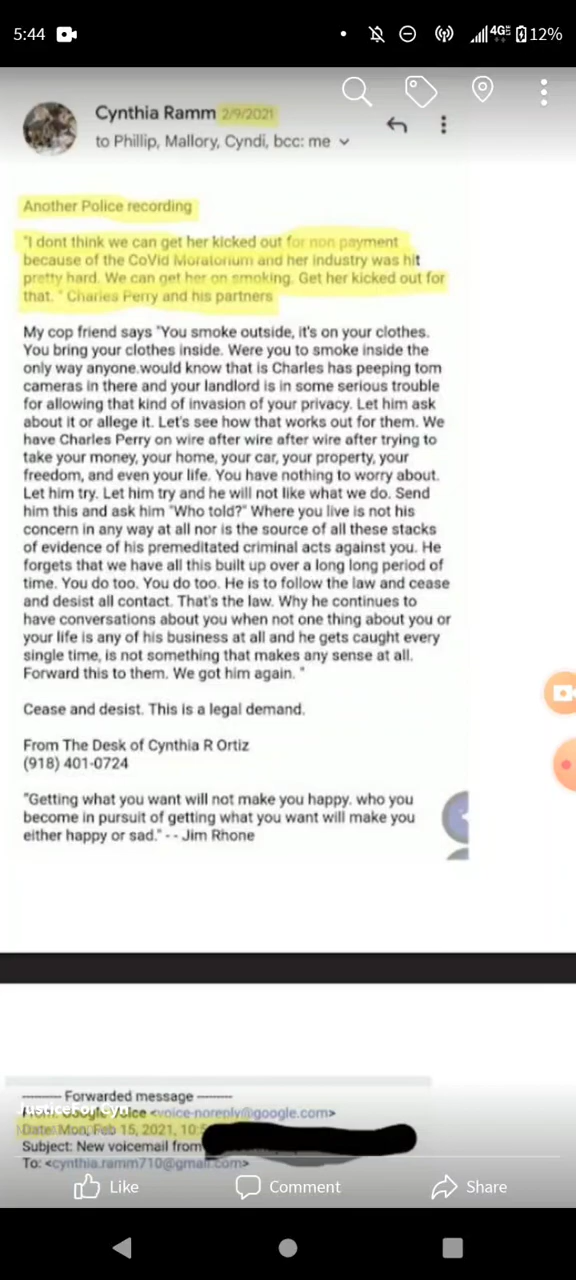 5:44
4GE 12%
Cynthia Ramm 2/9/2021
to Phillip, Mallory, Cyndi, bcc: me
Another Police recording
"I dont think we can get her kicked out for non payment
because of the CoVid Moratorium and her industry was hit
pretty hard. We can get her on smoking. Get her kicked out for
that. " Charles Perry and his partners
My cop friend says "You smoke outside, it's on your clothes.
You bring your clothes inside. Were you to smoke inside the
only way anyone.would know that is Charles has peeping tom
cameras in there and your landlord is in some serious trouble
for allowing that kind of invasion of your privacy. Let him ask
about it or allege it. Let's see how that works out for them. We
have Charles Perry on wire after wire after wire after trying to
take your money, your home, your car, your property, your
freedom, and even your life. You have nothing to worry about.
Let him try. Let him try and he will not like what we do. Send
him this and ask him "Who told?" Where you live is not his
concern in any way at all nor is the source of all these stacks
of evidence of his premeditated criminal acts against you. He
forgets that we have all this built up over a long long period of
time. You do too. You do too. He is to follow the law and cease
and desist all contact. That's the law. Why he continues to
have conversations about you when not one thing about you or
your life is any of his business at all and he gets caught every
single time, is not something that makes any sense at all.
Forward this to them. We got him again. "
Cease and desist. This is a legal demand.
From The Desk of Cynthia R Ortiz
(918) 401-0724
"Getting what you want will not make you happy. who you
become in pursuit of getting what you want will make you
either happy or sad." - - Jim Rhone
---------- Forwarded message ---------
From: Google Voice <voice-noreply@google.com>
JusticeForCyn
Date: Mon, Feb 15, 2021, 10:5
Subject: New voicemail from
To: <cynthia.ramm710@gmail.com>
Like Comment Share